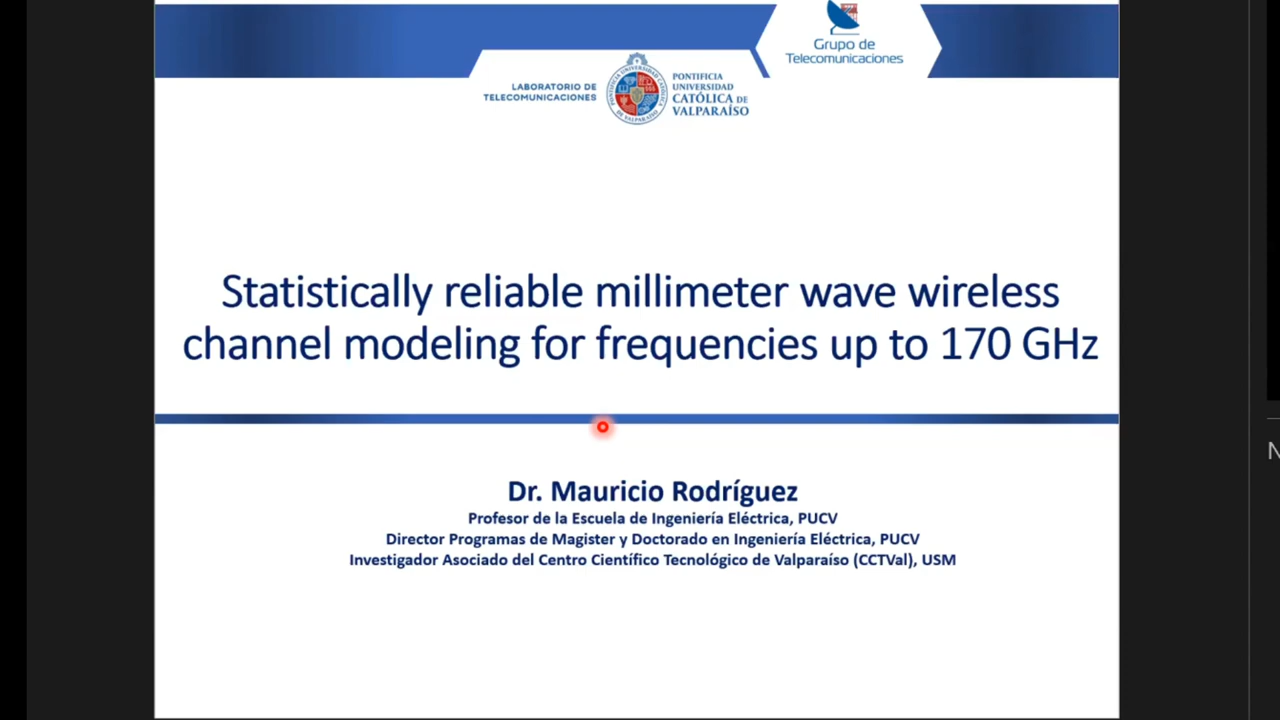 Grupo de
Telecomunicaciones
LABORATORIO DE
TELECOMUNICACIONES
PONTIFICIA
UNIVERSIDAD
CATÓLICA DE
VALPARAÍSO
Statistically reliable millimeter wave wireless
channel modeling for frequencies up to 170 GHz
Dr. Mauricio Rodríguez
Profesor de la Escuela de Ingeniería Eléctrica, PUCV
Director Programas de Magister y Doctorado en Ingeniería Eléctrica, PUCV
Investigador Asociado del Centro Científico Tecnológico de Valparaíso (CCTVal), USM